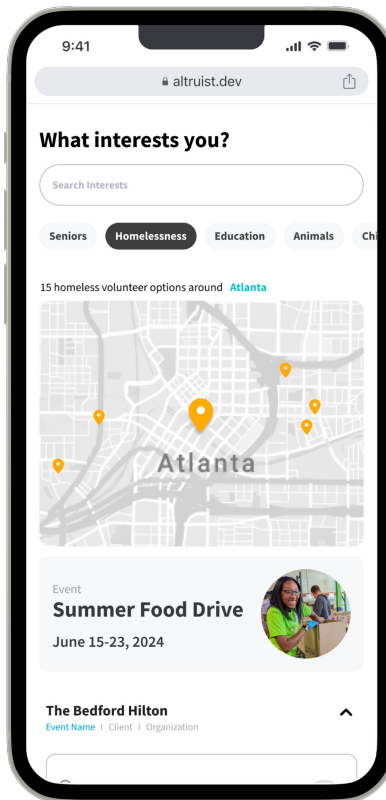 9:41
altruist.dev
What interests you?
Search Interests
Seniors Homelessness Education Animals Chi
15 homeless volunteer options around Atlanta
Atlanta
Event
Summer Food Drive
June 15-23, 2024
The Bedford Hilton
Event Name | Client | Organization